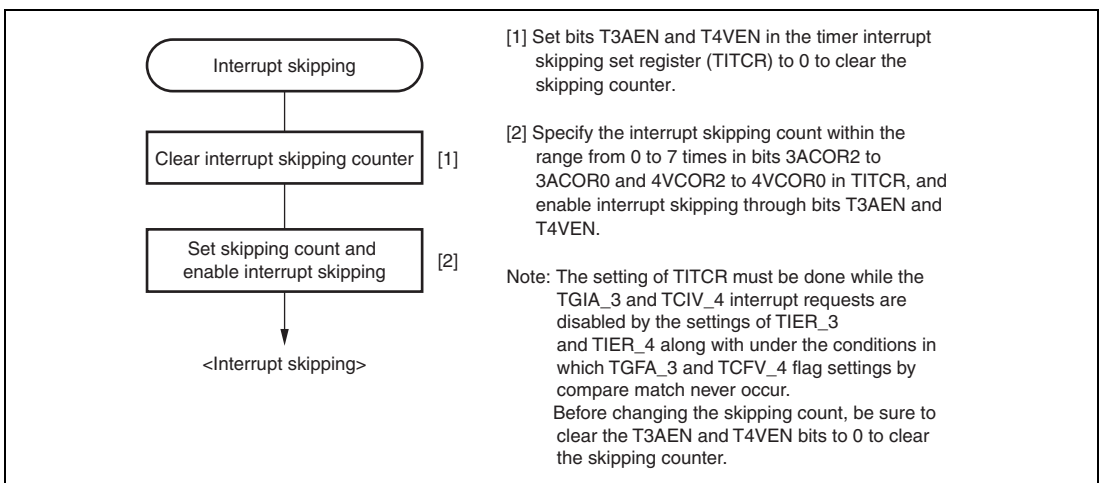 Interrupt skipping
Clear interrupt skipping counter
[1]
Set skipping count and
enable interrupt skipping
[2]
<Interrupt skipping>
[1] Set bits T3AEN and T4VEN in the timer interrupt
skipping set register (TITCR) to 0 to clear the
skipping counter.
[2] Specify the interrupt skipping count within the
range from 0 to 7 times in bits 3ACOR2 to
3ACOR0 and 4VCOR2 to 4VCOR0 in TITCR, and
enable interrupt skipping through bits T3AEN and
T4VEN.
Note: The setting of TITCR must be done while the
TGIA_3 and TCIV_4 interrupt requests are
disabled by the settings of TIER_3
and TIER_4 along with under the conditions in
which TGFA_3 and TCFV_4 flag settings by
compare match never occur.
Before changing the skipping count, be sure to
clear the T3AEN and T4VEN bits to 0 to clear
the skipping counter.